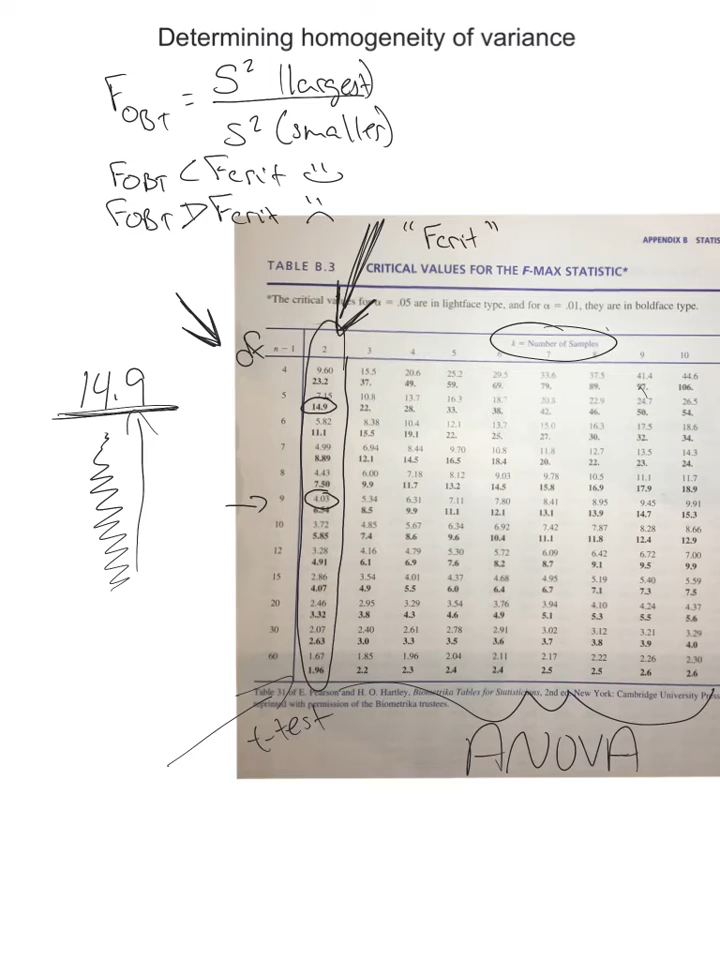 Determining homogeneity of variance
FOBT = S² (largest)
S² (smaller)
FOBT < Fcrit
FOBT > Fcrit
"Fcrit"
APPENDIX B STATIS
TABLE B.3 CRITICAL VALUES FOR THE F-MAX STATISTIC*
*The critical values for α = .05 are in lightface type, and for α = .01, they are in boldface type.
df
k = Number of Samples
n − 1 2 3 4 5 6 7 8 9 10
4 9.60 15.5 20.6 25.2 29.5 33.6 37.5 41.4 44.6
23.2 37. 49. 59. 69. 79. 89. 97. 106.
5 7.15 10.8 13.7 16.3 18.7 20.8 22.9 24.7 26.5
14.9 22. 28. 33. 38. 42. 46. 50. 54.
6 5.82 8.38 10.4 12.1 13.7 15.0 16.3 17.5 18.6
11.1 15.5 19.1 22. 25. 27. 30. 32. 34.
7 4.99 6.94 8.44 9.70 10.8 11.8 12.7 13.5 14.3
8.89 12.1 14.5 16.5 18.4 20. 22. 23. 24.
8 4.43 6.00 7.18 8.12 9.03 9.78 10.5 11.1 11.7
7.50 9.9 11.7 13.2 14.5 15.8 16.9 17.9 18.9
9 4.03 5.34 6.31 7.11 7.80 8.41 8.95 9.45 9.91
6.54 8.5 9.9 11.1 12.1 13.1 13.9 14.7 15.3
10 3.72 4.85 5.67 6.34 6.92 7.42 7.87 8.28 8.66
5.85 7.4 8.6 9.6 10.4 11.1 11.8 12.4 12.9
12 3.28 4.16 4.79 5.30 5.72 6.09 6.42 6.72 7.00
4.91 6.1 6.9 7.6 8.2 8.7 9.1 9.5 9.9
15 2.86 3.54 4.01 4.37 4.68 4.95 5.19 5.40 5.59
4.07 4.9 5.5 6.0 6.4 6.7 7.1 7.3 7.5
20 2.46 2.95 3.29 3.54 3.76 3.94 4.10 4.24 4.37
3.32 3.8 4.3 4.6 4.9 5.1 5.3 5.5 5.6
30 2.07 2.40 2.61 2.78 2.91 3.02 3.12 3.21 3.29
2.63 3.0 3.3 3.5 3.6 3.7 3.8 3.9 4.0
60 1.67 1.85 1.96 2.04 2.11 2.17 2.22 2.26 2.30
1.96 2.2 2.3 2.4 2.4 2.5 2.5 2.6 2.6
Table 31 of E. Pearson and H. O. Hartley, Biometrika Tables for Statisticians, 2nd ed. New York: Cambridge University Press
reprinted with permission of the Biometrika trustees.
14.9
t-test
ANOVA